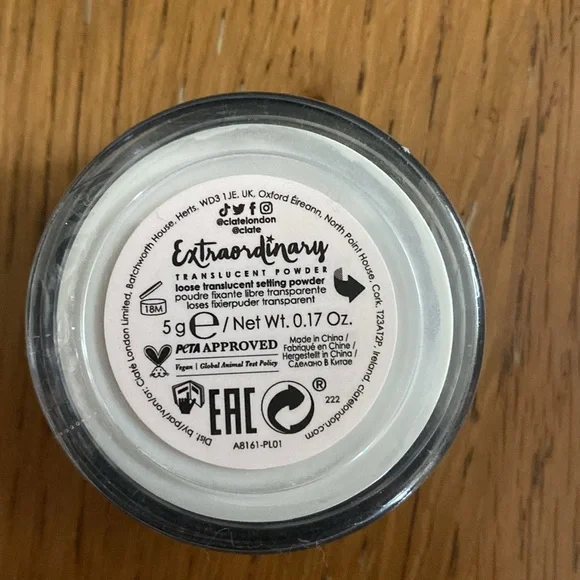 Dist. by/par/von/от: Ciaté London Limited, Batchworth House, Herts, WD3 1JE, UK. Oxford Éireann, North Point House, Cork, T23AT2P, Ireland. ciatelondon.com
@ciatelondon
@ciate
Extraordinary
TRANSLUCENT POWDER
loose translucent setting powder
poudre fixante libre transparente
loses fixierpuder transparent
18M
5 g e / Net Wt. 0.17 Oz.
PETA APPROVED
Vegan | Global Animal Test Policy
Made in China /
Fabriqué en Chine /
Hergestellt in China /
Сделано В Китае
EAC
®
222
A8161-PL01